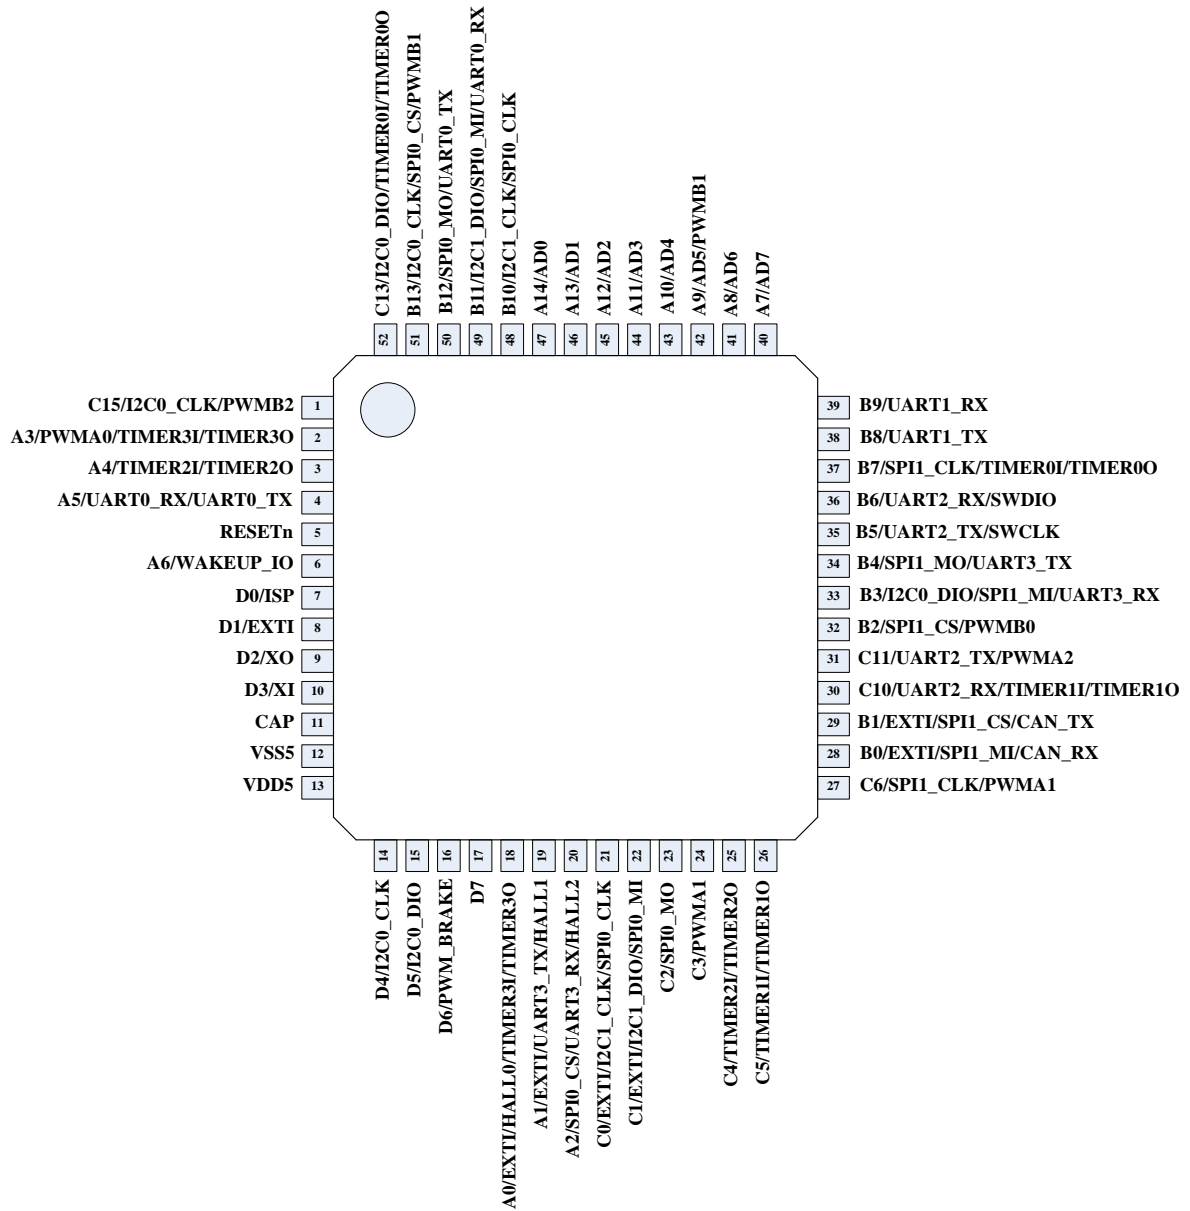 C13/I2C0_DIO/TIMER0I/TIMER0O
B13/I2C0_CLK/SPI0_CS/PWMB1
B12/SPI0_MO/UART0_TX
B11/I2C1_DIO/SPI0_MI/UART0_RX
B10/I2C1_CLK/SPI0_CLK
A14/AD0
A13/AD1
A12/AD2
A11/AD3
A10/AD4
A9/AD5/PWMB1
A8/AD6
A7/AD7
52
51
50
49
48
47
46
45
44
43
42
41
40
C15/I2C0_CLK/PWMB2 1
A3/PWMA0/TIMER3I/TIMER3O 2
A4/TIMER2I/TIMER2O 3
A5/UART0_RX/UART0_TX 4
RESETn 5
A6/WAKEUP_IO 6
D0/ISP 7
D1/EXTI 8
D2/XO 9
D3/XI 10
CAP 11
VSS5 12
VDD5 13
39 B9/UART1_RX
38 B8/UART1_TX
37 B7/SPI1_CLK/TIMER0I/TIMER0O
36 B6/UART2_RX/SWDIO
35 B5/UART2_TX/SWCLK
34 B4/SPI1_MO/UART3_TX
33 B3/I2C0_DIO/SPI1_MI/UART3_RX
32 B2/SPI1_CS/PWMB0
31 C11/UART2_TX/PWMA2
30 C10/UART2_RX/TIMER1I/TIMER1O
29 B1/EXTI/SPI1_CS/CAN_TX
28 B0/EXTI/SPI1_MI/CAN_RX
27 C6/SPI1_CLK/PWMA1
14
15
16
17
18
19
20
21
22
23
24
25
26
D4/I2C0_CLK
D5/I2C0_DIO
D6/PWM_BRAKE
D7
A0/EXTI/HALL0/TIMER3I/TIMER3O
A1/EXTI/UART3_TX/HALL1
A2/SPI0_CS/UART3_RX/HALL2
C0/EXTI/I2C1_CLK/SPI0_CLK
C1/EXTI/I2C1_DIO/SPI0_MI
C2/SPI0_MO
C3/PWMA1
C4/TIMER2I/TIMER2O
C5/TIMER1I/TIMER1O